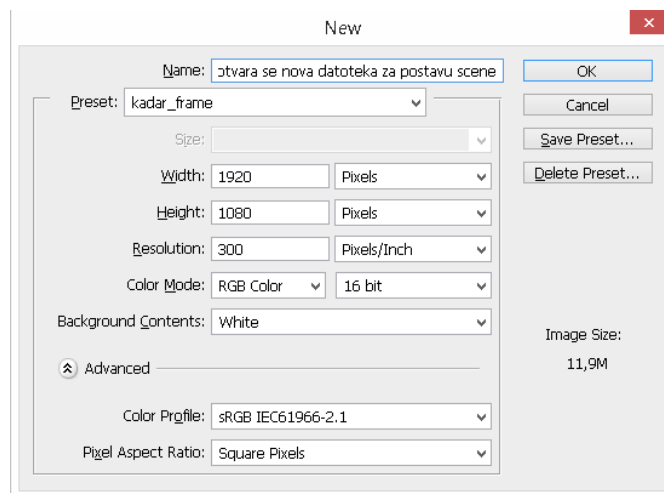 New
Name: otvara se nova datoteka za postavu scene
OK
Preset: kadar_frame
Cancel
Size:
Save Preset...
Width: 1920 Pixels
Delete Preset...
Height: 1080 Pixels
Resolution: 300 Pixels/Inch
Color Mode: RGB Color 16 bit
Background Contents: White
Image Size:
11,9M
Advanced
Color Profile: sRGB IEC61966-2.1
Pixel Aspect Ratio: Square Pixels